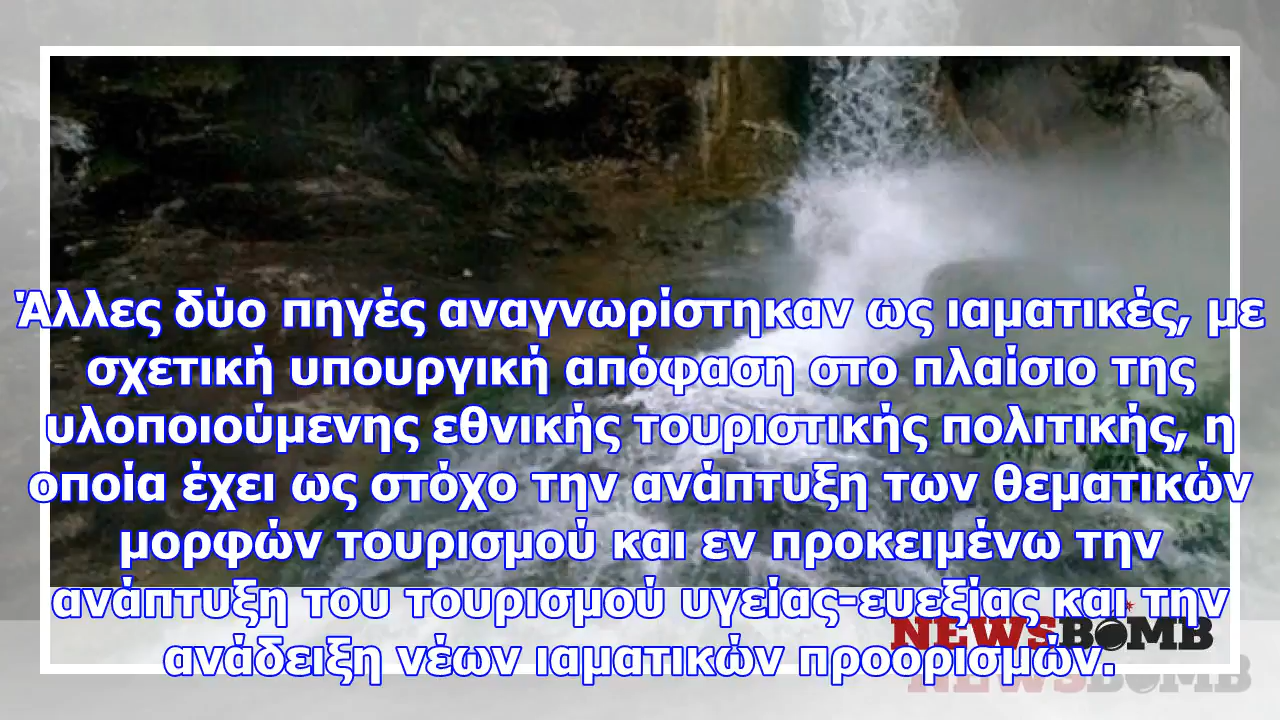 Άλλες δύο πηγές αναγνωρίστηκαν ως ιαματικές, με
σχετική υπουργική απόφαση στο πλαίσιο της
υλοποιούμενης εθνικής τουριστικής πολιτικής, η
οποία έχει ως στόχο την ανάπτυξη των θεματικών
μορφών τουρισμού και εν προκειμένω την
ανάπτυξη του τουρισμού υγείας-ευεξίας και την
ανάδειξη νέων ιαματικών προορισμών.
NEWSBOMB
NEWSBOMB